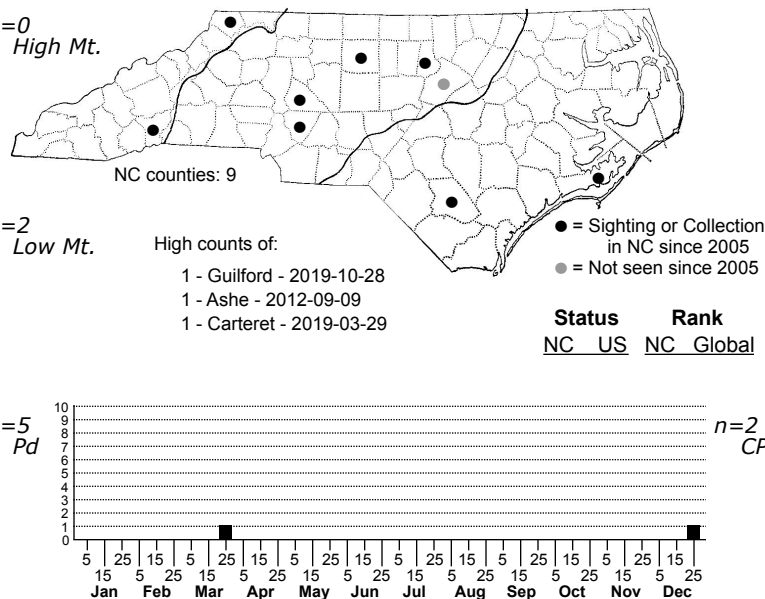 =0
High Mt.
NC counties: 9
=2
Low Mt.
High counts of:
1 - Guilford - 2019-10-28
1 - Ashe - 2012-09-09
1 - Carteret - 2019-03-29
= Sighting or Collection
in NC since 2005
= Not seen since 2005
Status Rank
NC US NC Global
=5
Pd
n=2
CP
10
9
8
7
6
5
4
3
2
1
0
5 25 15 5 25 15 5 25 15 5 25 15 5 25 15 5 25 15
15 5 25 15 5 25 15 5 25 15 5 25 15 5 25 15 5 25
Jan Feb Mar Apr May Jun Jul Aug Sep Oct Nov Dec